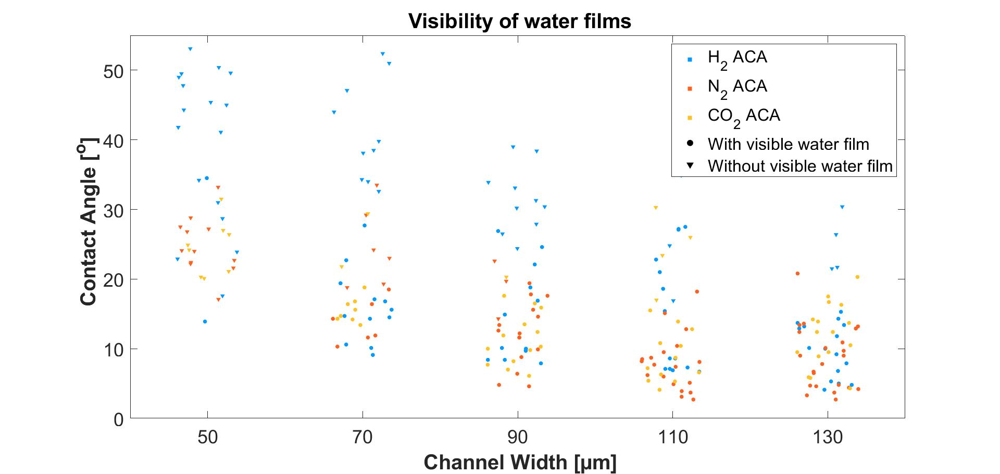 Visibility of water films
H2 ACA
N2 ACA
CO2 ACA
With visible water film
Without visible water film
Contact Angle [°]
50
40
30
20
10
0
50 70 90 110 130
Channel Width [µm]